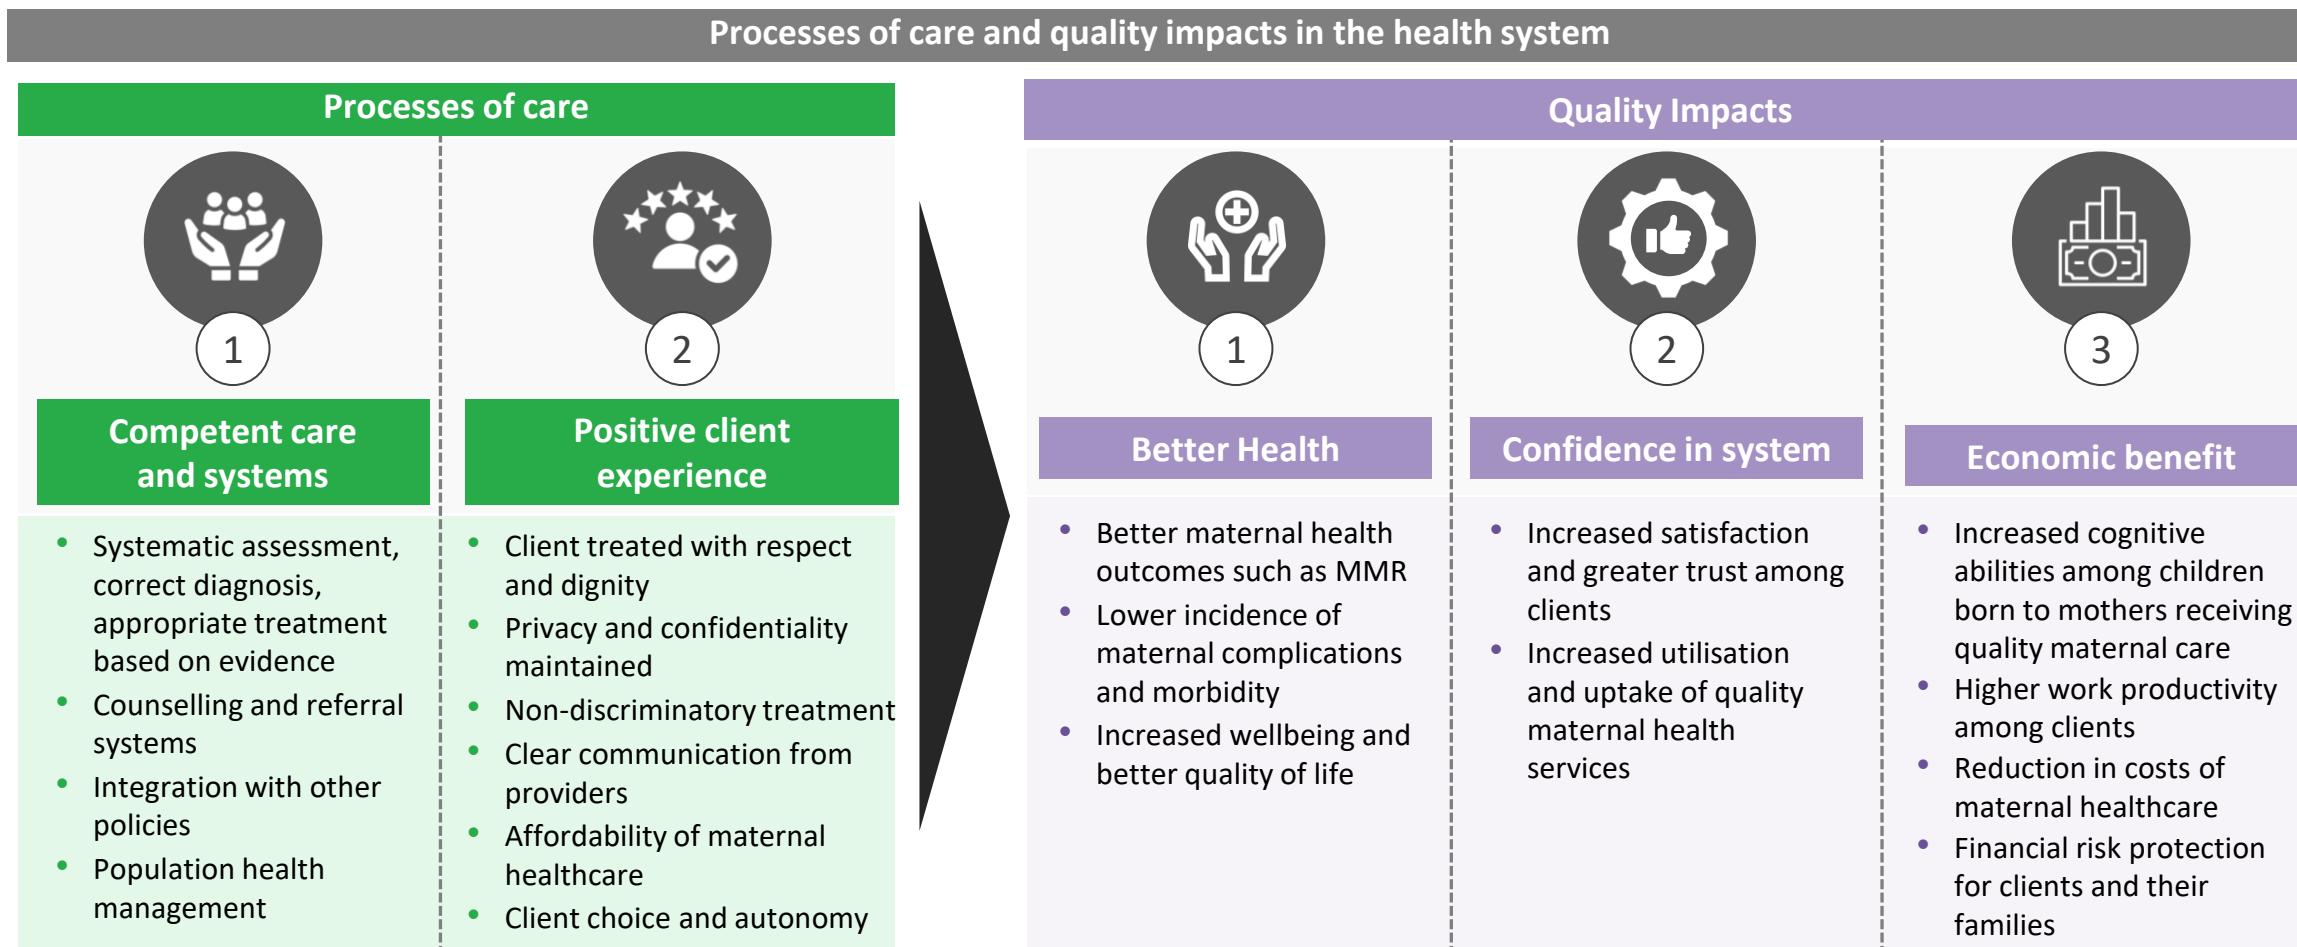 Processes of care and quality impacts in the health system
Processes of care
1
Competent care
and systems
• Systematic assessment,
correct diagnosis,
appropriate treatment
based on evidence
• Counselling and referral
systems
• Integration with other
policies
• Population health
management
2
Positive client
experience
• Client treated with respect
and dignity
• Privacy and confidentiality
maintained
• Non-discriminatory treatment
• Clear communication from
providers
• Affordability of maternal
healthcare
• Client choice and autonomy
Quality Impacts
1
Better Health
• Better maternal health
outcomes such as MMR
• Lower incidence of
maternal complications
and morbidity
• Increased wellbeing and
better quality of life
2
Confidence in system
• Increased satisfaction
and greater trust among
clients
• Increased utilisation
and uptake of quality
maternal health
services
3
Economic benefit
• Increased cognitive
abilities among children
born to mothers receiving
quality maternal care
• Higher work productivity
among clients
• Reduction in costs of
maternal healthcare
• Financial risk protection
for clients and their
families